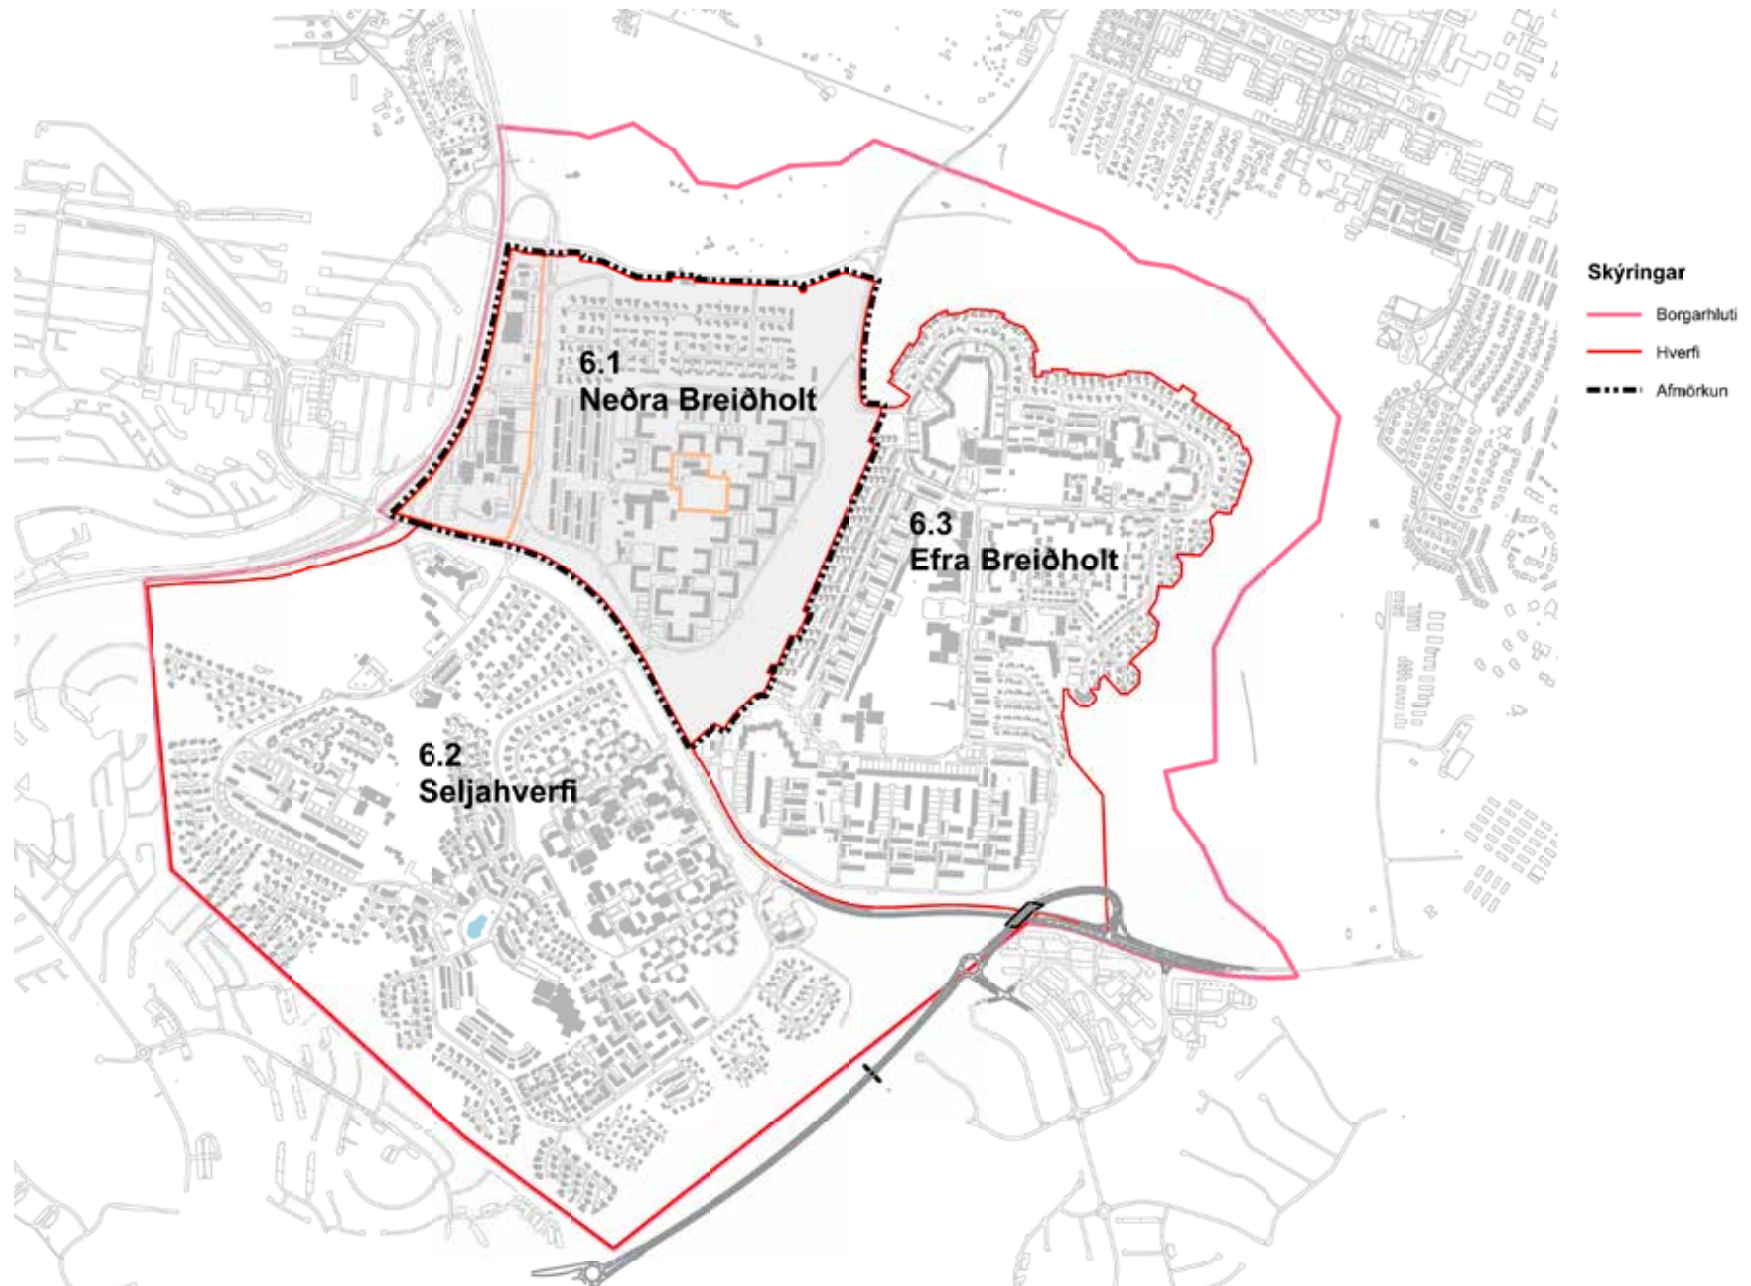 Skýringar
Borgarhluti
Hverfi
Afmörkun
6.1
Neðra Breiðholt
6.3
Efra Breiðholt
6.2
Seljahverfi